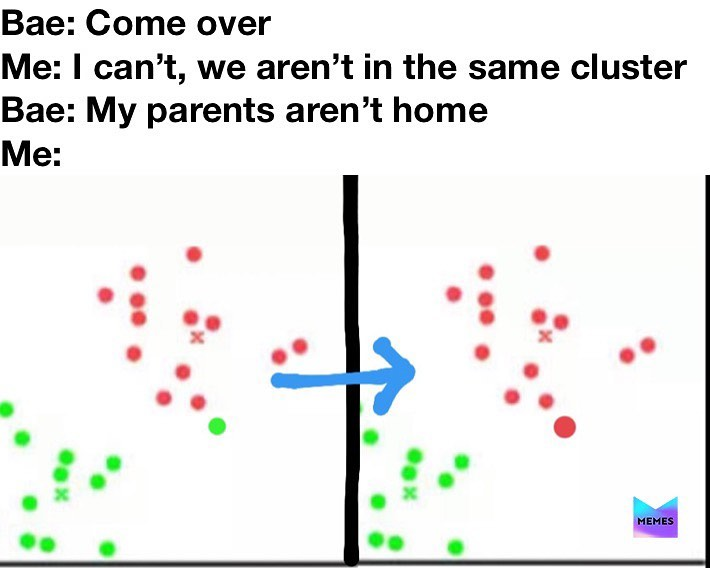 Bae: Come over
Me: I can’t, we aren’t in the same cluster
Bae: My parents aren’t home
Me:
x
x
x
x
MEMES